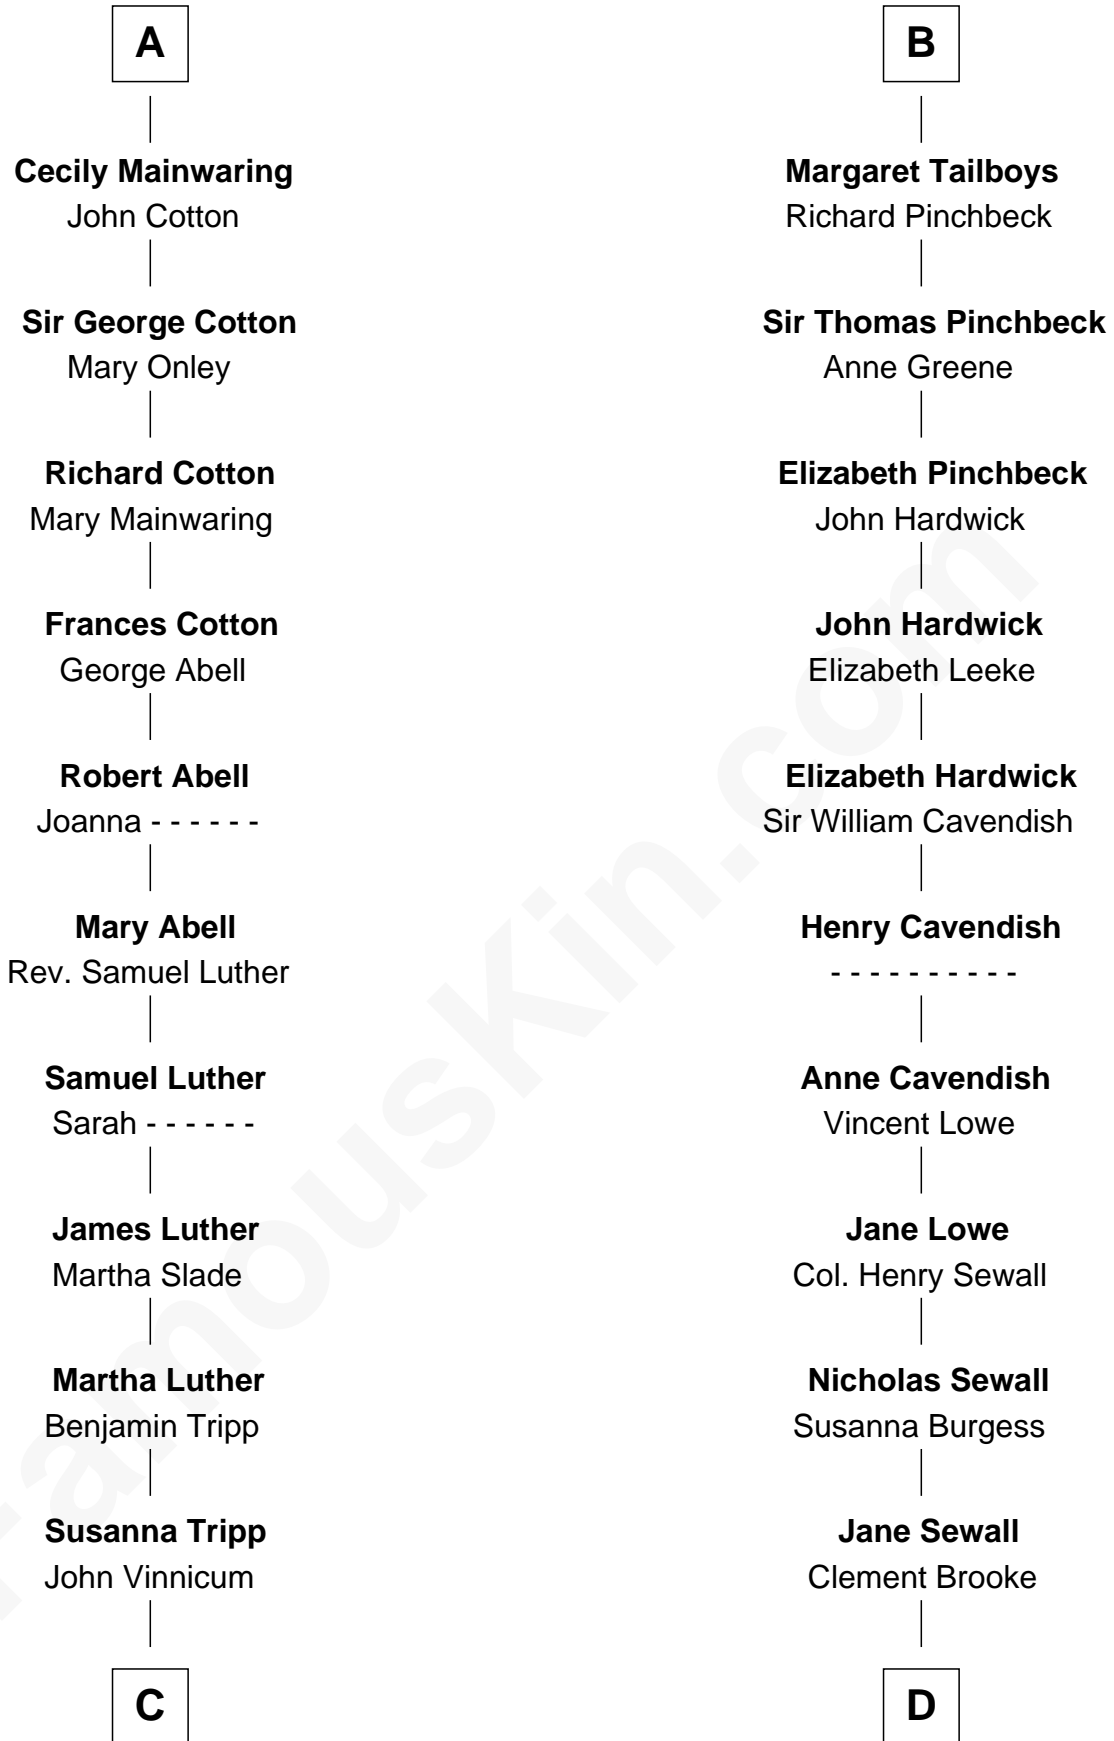 A
Cecily Mainwaring
John Cotton
Sir George Cotton
Mary Onley
Richard Cotton
Mary Mainwaring
Frances Cotton
George Abell
Robert Abell
Joanna - - - - - -
Mary Abell
Rev. Samuel Luther
Samuel Luther
Sarah - - - - - -
James Luther
Martha Slade
Martha Luther
Benjamin Tripp
Susanna Tripp
John Vinnicum
C
B
Margaret Tailboys
Richard Pinchbeck
Sir Thomas Pinchbeck
Anne Greene
Elizabeth Pinchbeck
John Hardwick
John Hardwick
Elizabeth Leeke
Elizabeth Hardwick
Sir William Cavendish
Henry Cavendish
- - - - - - - - - -
Anne Cavendish
Vincent Lowe
Jane Lowe
Col. Henry Sewall
Nicholas Sewall
Susanna Burgess
Jane Sewall
Clement Brooke
D
FamousKin.com